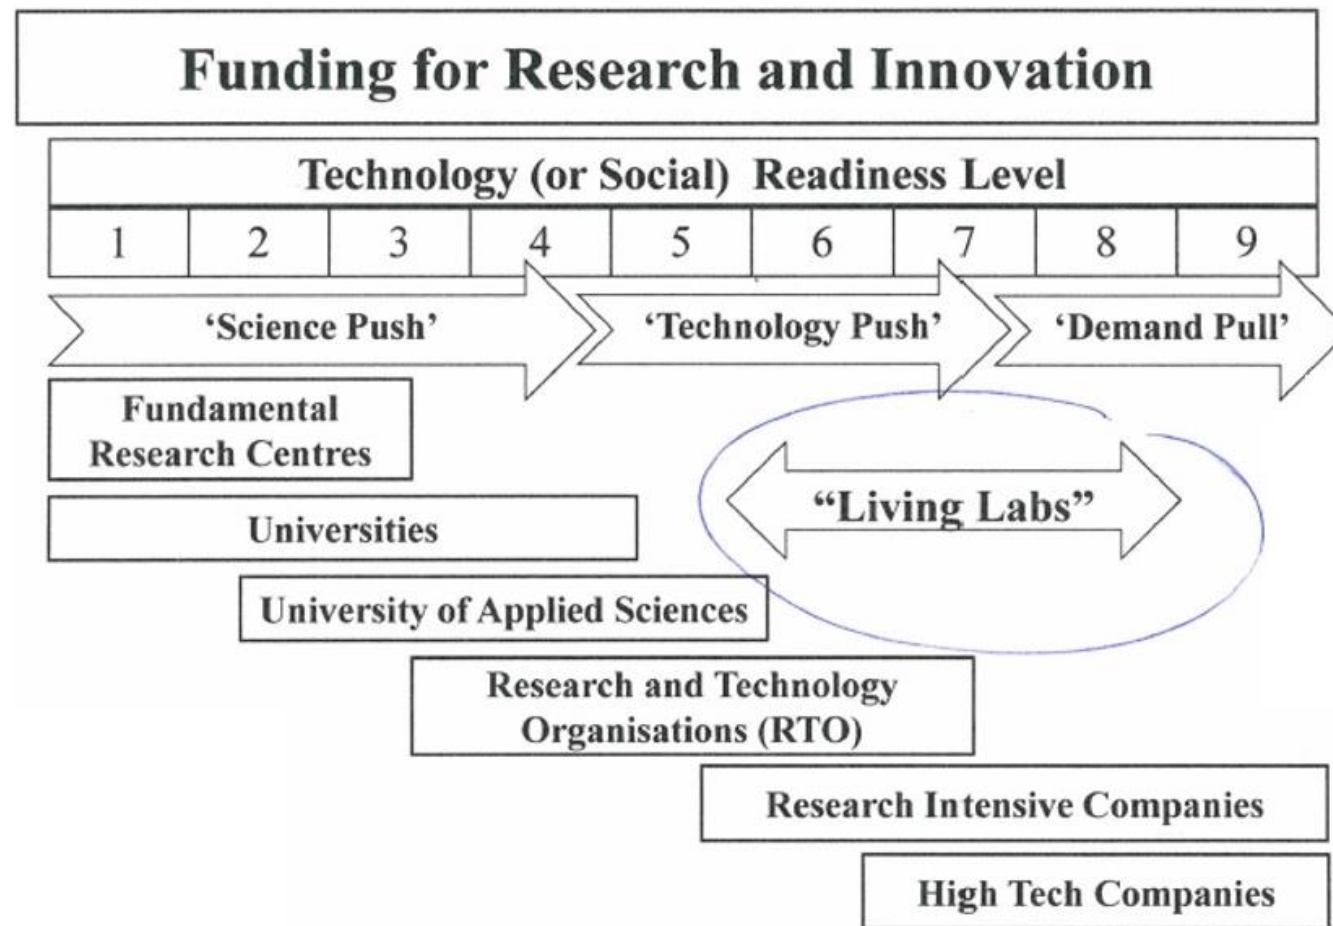 Funding for Research and Innovation
Technology (or Social) Readiness Level
1 2 3 4 5 6 7 8 9
‘Science Push’ ‘Technology Push’ ‘Demand Pull’
Fundamental
Research Centres
“Living Labs”
Universities
University of Applied Sciences
Research and Technology
Organisations (RTO)
Research Intensive Companies
High Tech Companies